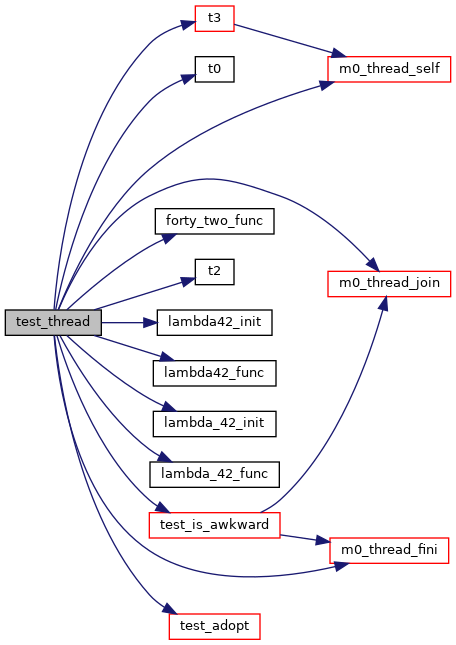 t3
m0_thread_self
t0
forty_two_func
t2
m0_thread_join
test_thread
lambda42_init
lambda42_func
lambda_42_init
lambda_42_func
test_is_awkward
m0_thread_fini
test_adopt